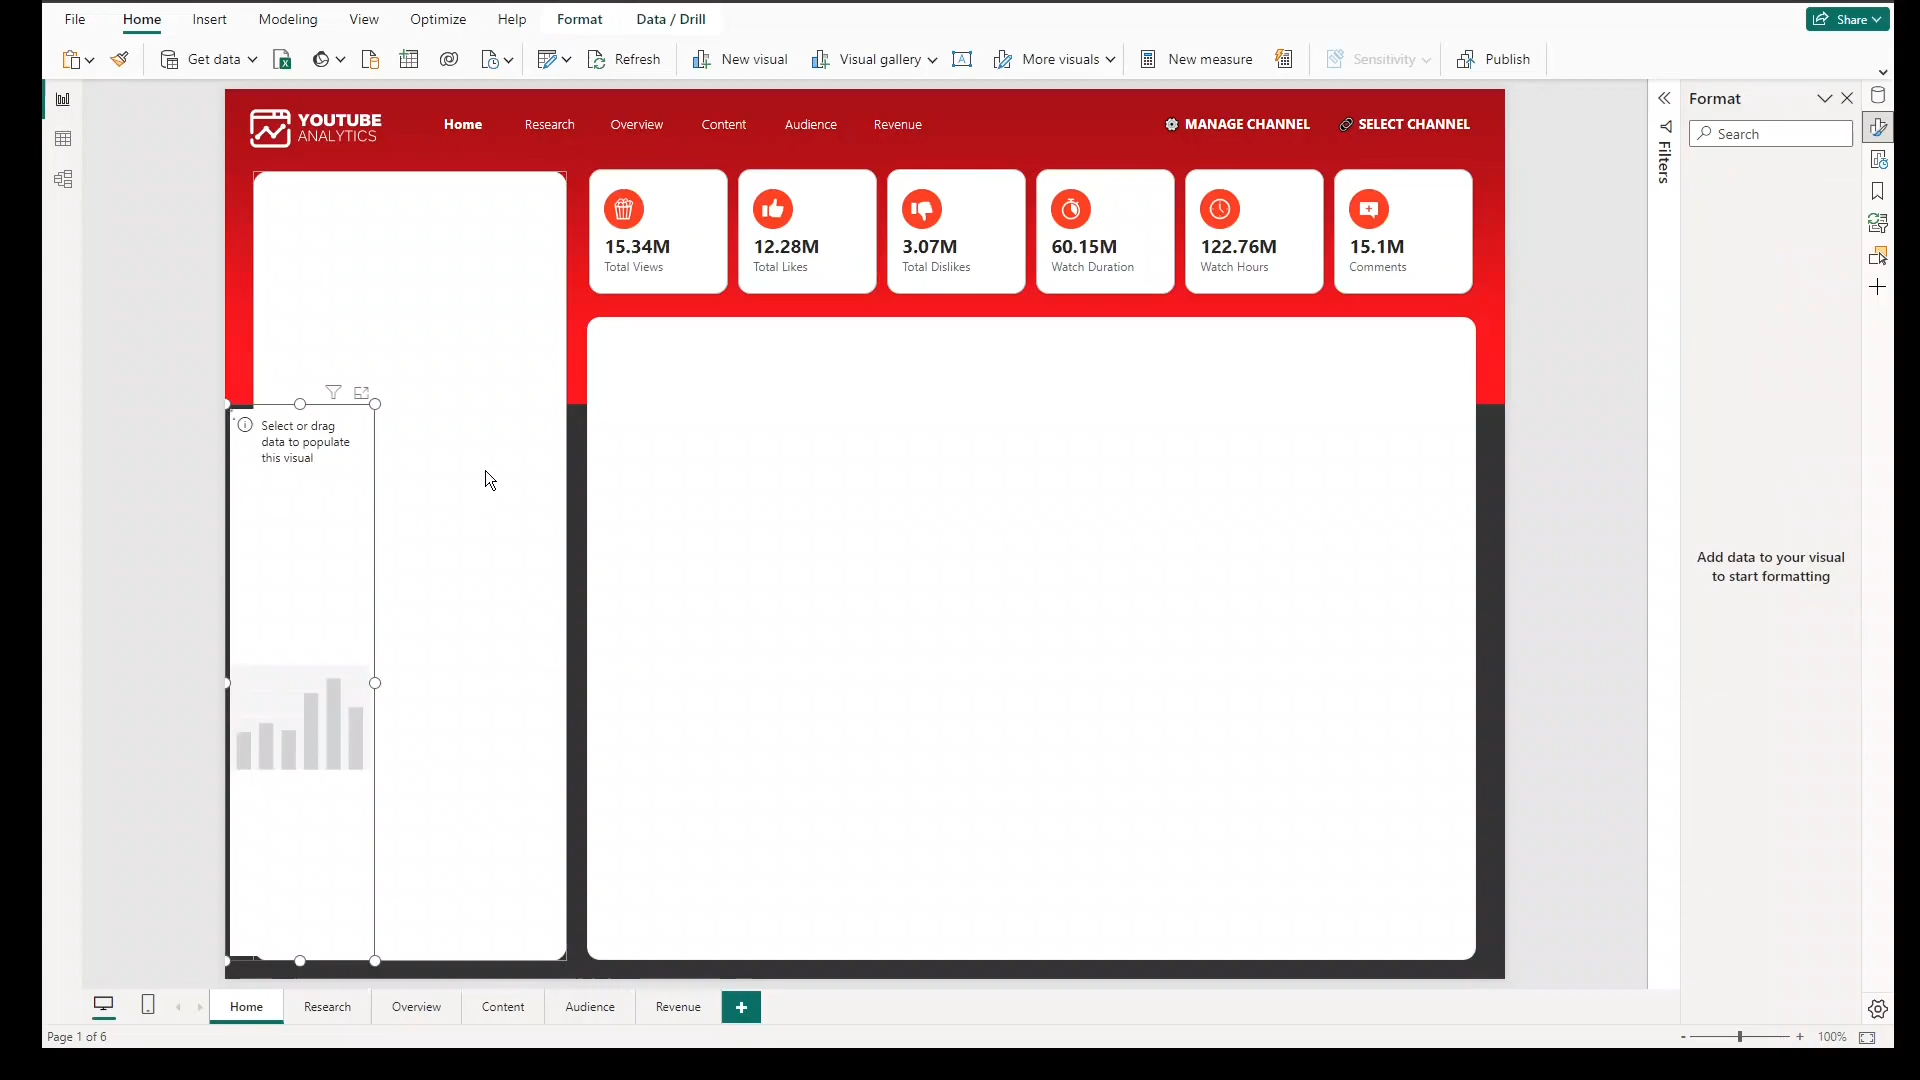 File Home Insert Modeling View Optimize Help Format Data / Drill Share
Get data Refresh New visual Visual gallery A More visuals New measure Sensitivity Publish
YOUTUBE
ANALYTICS
Home Research Overview Content Audience Revenue MANAGE CHANNEL SELECT CHANNEL
15.34M
Total Views
12.28M
Total Likes
3.07M
Total Dislikes
60.15M
Watch Duration
122.76M
Watch Hours
15.1M
Comments
Select or drag
data to populate
this visual
Filters
Format
Search
Add data to your visual
to start formatting
Home Research Overview Content Audience Revenue
Page 1 of 6
- + 100%